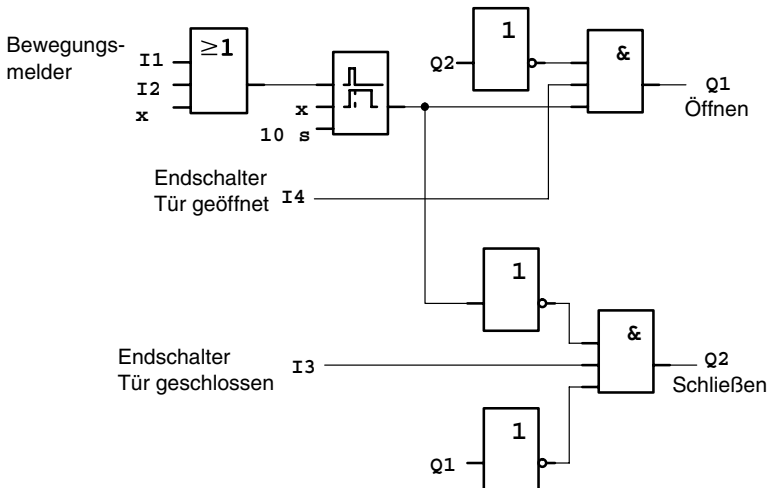 Bewegungs-
melder
I1
I2
x
≥1
x
10 s
Q2
1
&
Q1
Öffnen
Endschalter
Tür geöffnet
I4
1
Endschalter
Tür geschlossen
I3
&
Q2
Schließen
Q1
1